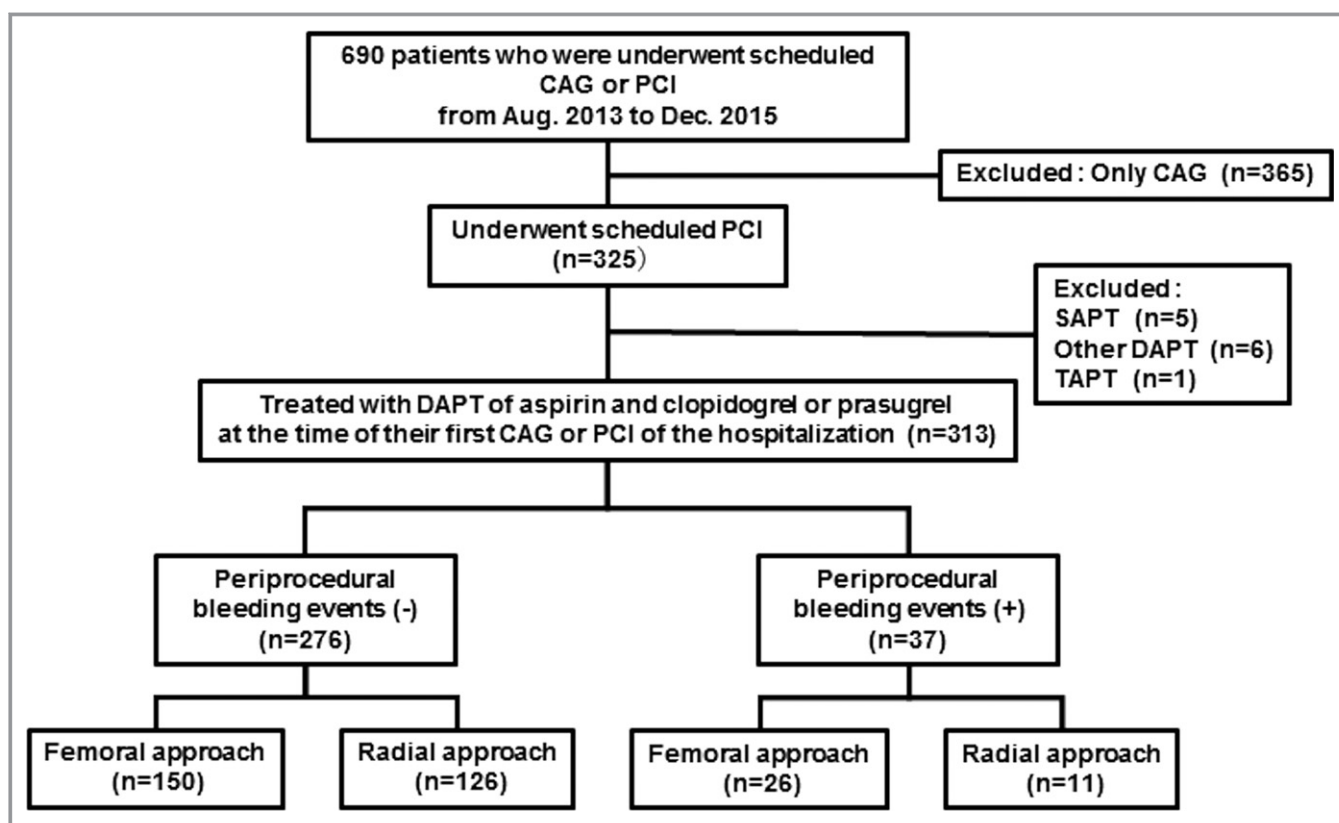 690 patients who were underwent scheduled
CAG or PCI
from Aug. 2013 to Dec. 2015
Excluded : Only CAG (n=365)
Underwent scheduled PCI
(n=325）
Excluded :
SAPT (n=5)
Other DAPT (n=6)
TAPT (n=1)
Treated with DAPT of aspirin and clopidogrel or prasugrel
at the time of their first CAG or PCI of the hospitalization (n=313)
Periprocedural
bleeding events (-)
(n=276)
Periprocedural
bleeding events (+)
(n=37)
Femoral approach
(n=150)
Radial approach
(n=126)
Femoral approach
(n=26)
Radial approach
(n=11)